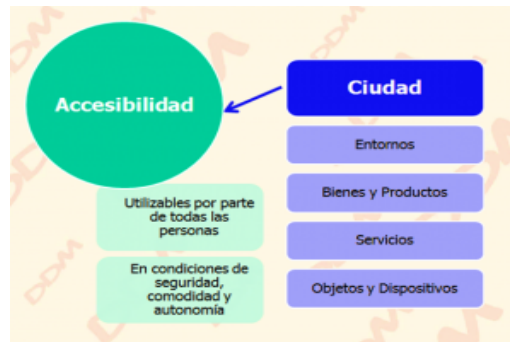 Accesibilidad
Utilizables por parte
de todas las
personas
En condiciones de
seguridad,
comodidad y
autonomía
Ciudad
Entornos
Bienes y Productos
Servicios
Objetos y Dispositivos
DDM